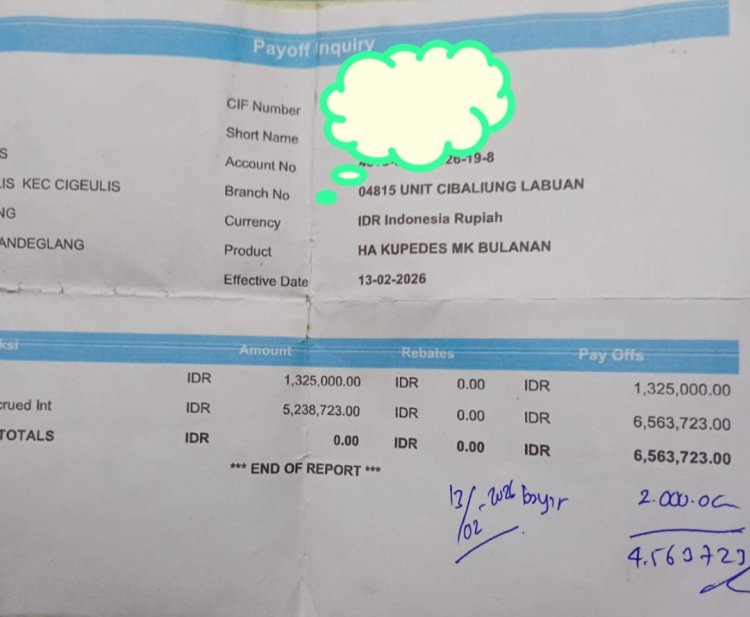 Payoff Inquiry
CIF Number
Short Name
S
Account No 26-19-8
IS KEC CIGEULIS Branch No 04815 UNIT CIBALIUNG LABUAN
NG Currency IDR Indonesia Rupiah
ANDEGLANG Product HA KUPEDES MK BULANAN
Effective Date 13-02-2026
ksi Amount Rebates Pay Offs
IDR 1,325,000.00 IDR 0.00 IDR 1,325,000.00
crued Int IDR 5,238,723.00 IDR 0.00 IDR 6,563,723.00
TOTALS IDR 0.00 IDR 0.00 IDR 6,563,723.00
*** END OF REPORT ***
13/02-2026 bayar 2.000.00
4.563723